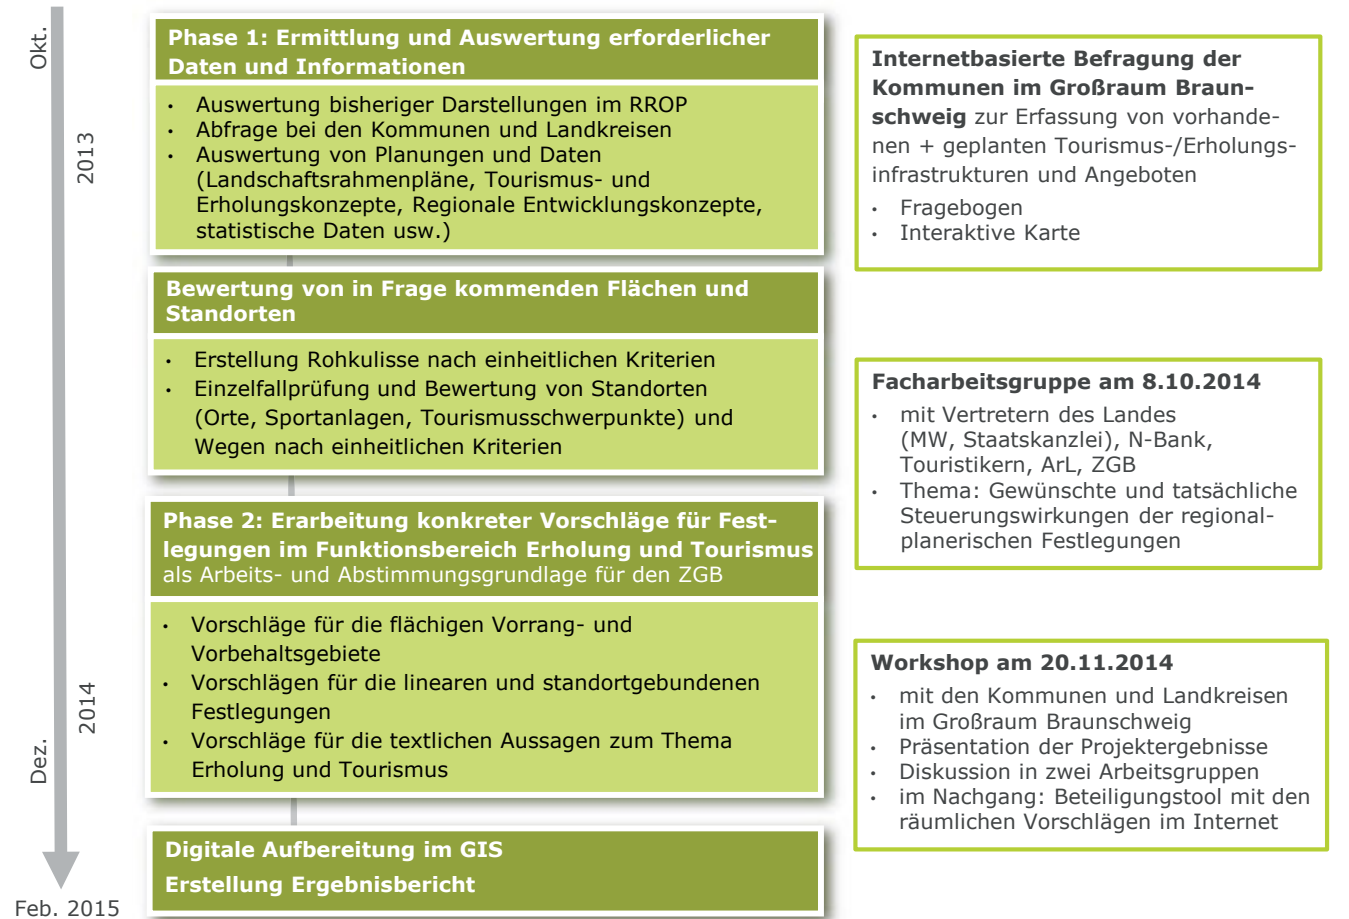 Okt.
2013
2014
Dez.
Feb. 2015
Phase 1: Ermittlung und Auswertung erforderlicher
Daten und Informationen
• Auswertung bisheriger Darstellungen im RROP
• Abfrage bei den Kommunen und Landkreisen
• Auswertung von Planungen und Daten
(Landschaftsrahmenpläne, Tourismus- und
Erholungskonzepte, Regionale Entwicklungskonzepte,
statistische Daten usw.)
Bewertung von in Frage kommenden Flächen und
Standorten
• Erstellung Rohkulisse nach einheitlichen Kriterien
• Einzelfallprüfung und Bewertung von Standorten
(Orte, Sportanlagen, Tourismusschwerpunkte) und
Wegen nach einheitlichen Kriterien
Phase 2: Erarbeitung konkreter Vorschläge für Fest-
legungen im Funktionsbereich Erholung und Tourismus
als Arbeits- und Abstimmungsgrundlage für den ZGB
• Vorschläge für die flächigen Vorrang- und
Vorbehaltsgebiete
• Vorschlägen für die linearen und standortgebundenen
Festlegungen
• Vorschläge für die textlichen Aussagen zum Thema
Erholung und Tourismus
Digitale Aufbereitung im GIS
Erstellung Ergebnisbericht
Internetbasierte Befragung der
Kommunen im Großraum Braun-
schweig zur Erfassung von vorhande-
nen + geplanten Tourismus-/Erholungs-
infrastrukturen und Angeboten
• Fragebogen
• Interaktive Karte
Facharbeitsgruppe am 8.10.2014
• mit Vertretern des Landes
(MW, Staatskanzlei), N-Bank,
Touristikern, ArL, ZGB
• Thema: Gewünschte und tatsächliche
Steuerungswirkungen der regional-
planerischen Festlegungen
Workshop am 20.11.2014
• mit den Kommunen und Landkreisen
im Großraum Braunschweig
• Präsentation der Projektergebnisse
• Diskussion in zwei Arbeitsgruppen
• im Nachgang: Beteiligungstool mit den
räumlichen Vorschlägen im Internet